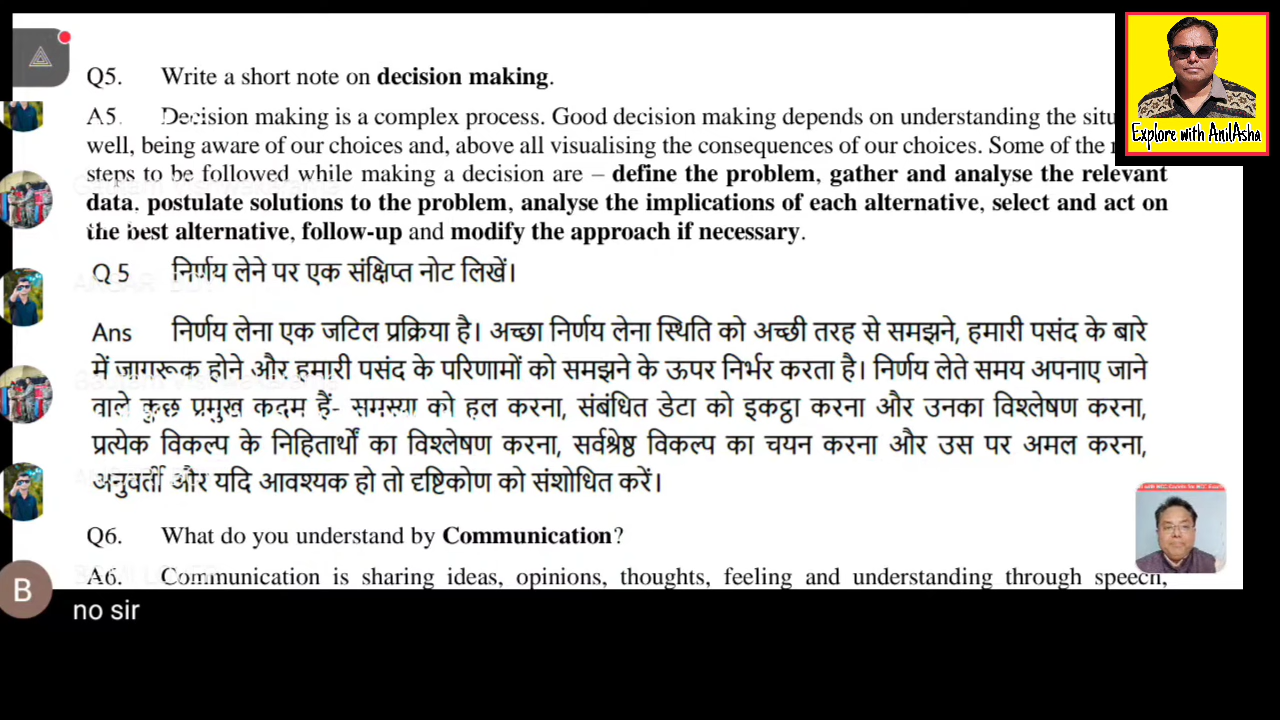 Q5. Write a short note on decision making.
A5. Decision making is a complex process. Good decision making depends on understanding the
well, being aware of our choices and, above all visualising the consequences of our choices. Some of the
steps to be followed while making a decision are – define the problem, gather and analyse the relevant
data. postulate solutions to the problem, analyse the implications of each alternative, select and act on
the best alternative, follow-up and modify the approach if necessary.
Q 5 निर्णय लेने पर एक संक्षिप्त नोट लिखें।
Ans निर्णय लेना एक जटिल प्रक्रिया है। अच्छा निर्णय लेना स्थिति को अच्छी तरह से समझने, हमारी पसंद के बारे
में जागरूक होने और हमारी पसंद के परिणामों को समझने के ऊपर निर्भर करता है। निर्णय लेते समय अपनाए जाने
वाले कुछ प्रमुख कदम हैं- समस्या को हल करना, संबंधित डेटा को इकट्ठा करना और उनका विश्लेषण करना,
प्रत्येक विकल्प के निहितार्थों का विश्लेषण करना, सर्वश्रेष्ठ विकल्प का चयन करना और उस पर अमल करना,
अनुवर्ती और यदि आवश्यक हो तो दृष्टिकोण को संशोधित करें।
Q6. What do you understand by Communication?
A6. Communication is sharing ideas, opinions, thoughts, feeling and understanding through speech,
B
no sir
Explore with AnilAsha